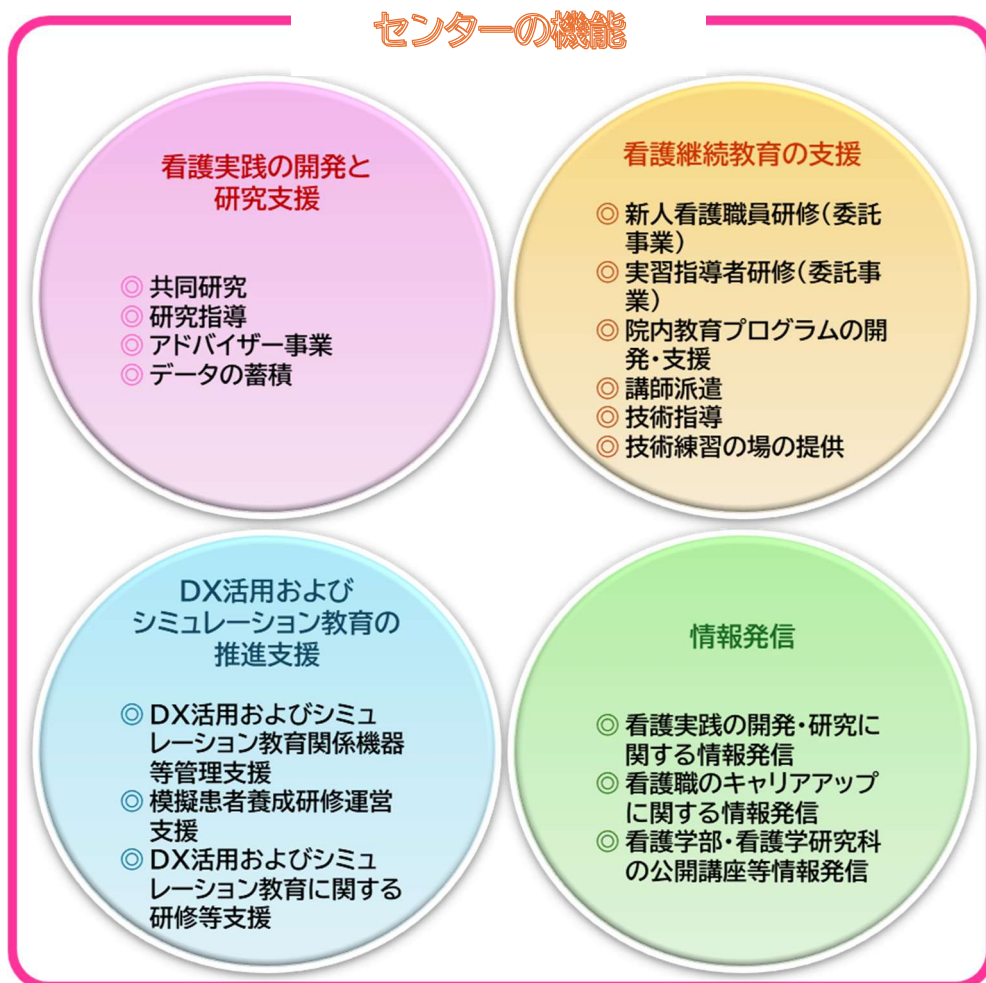 センターの機能
看護実践の開発と
研究支援
◎ 共同研究
◎ 研究指導
◎ アドバイザー事業
◎ データの蓄積
看護継続教育の支援
◎ 新人看護職員研修(委託
事業)
◎ 実習指導者研修(委託事
業)
◎ 院内教育プログラムの開
発・支援
◎ 講師派遣
◎ 技術指導
◎ 技術練習の場の提供
DX活用および
シミュレーション教育の
推進支援
◎ DX活用およびシミュ
レーション教育関係機器
等管理支援
◎ 模擬患者養成研修運営
支援
◎ DX活用およびシミュ
レーション教育に関する
研修等支援
情報発信
◎ 看護実践の開発・研究に
関する情報発信
◎ 看護職のキャリアアップ
に関する情報発信
◎ 看護学部・看護学研究科
の公開講座等情報発信